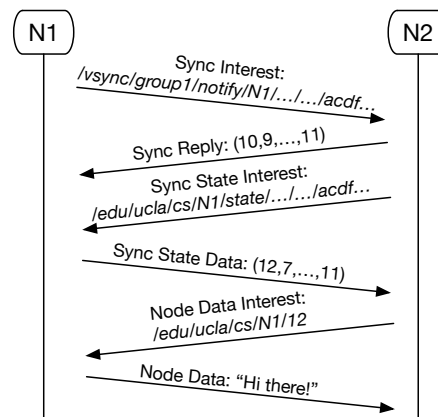 N1
N2
Sync Interest:
/vsync/group1/notify/N1/…/…/acdf…
Sync Reply: (10,9,…,11)
Sync State Interest:
/edu/ucla/cs/N1/state/…/…/acdf…
Sync State Data: (12,7,…,11)
Node Data Interest:
/edu/ucla/cs/N1/12
Node Data: “Hi there!”